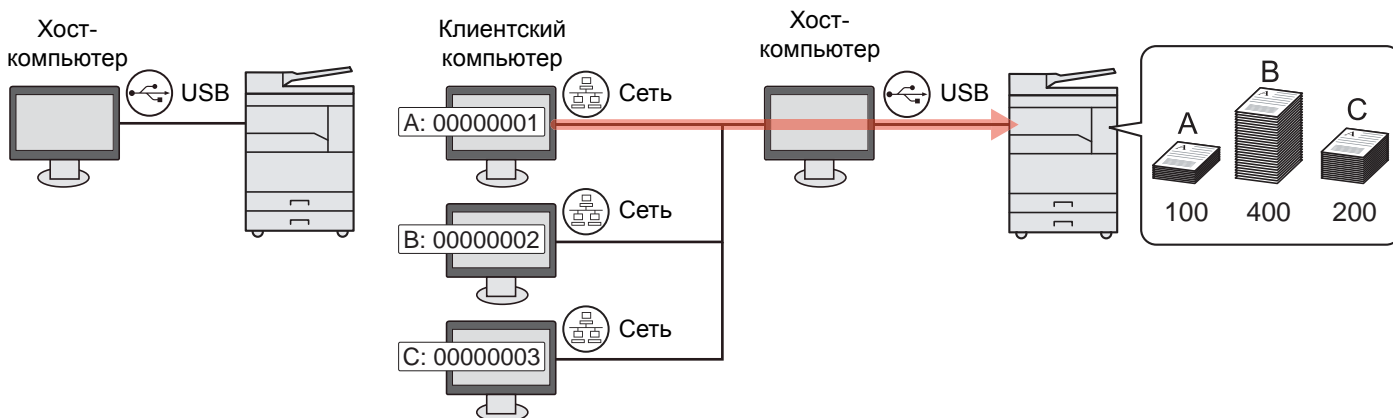 Хост-
компьютер
USB
Клиентский
компьютер
Сеть
A: 00000001
Сеть
B: 00000002
Сеть
C: 00000003
Хост-
компьютер
USB
A
B
C
100
400
200